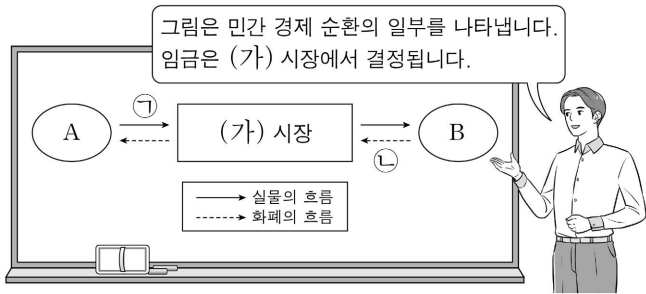 그림은 민간 경제 순환의 일부를 나타냅니다.
임금은 (가) 시장에서 결정됩니다.
㉠
A
(가) 시장
B
㉡
실물의 흐름
화폐의 흐름